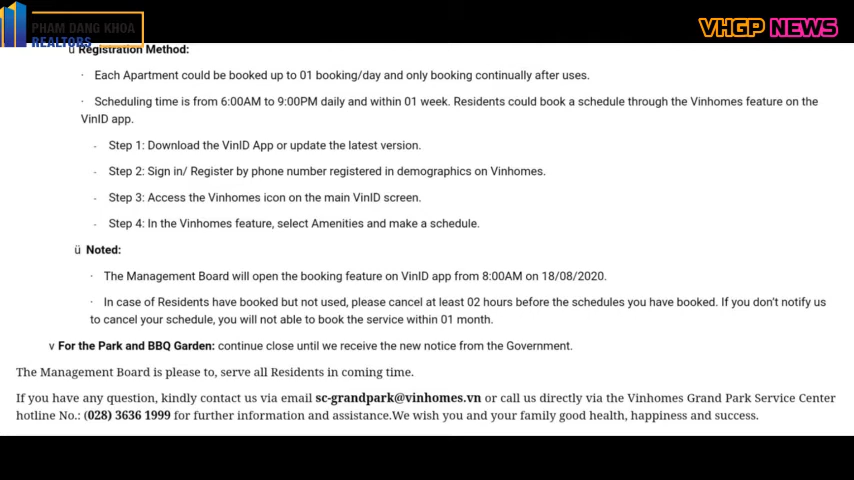 PHAM DANG KHOA
REALTORS
VHGP NEWS
ü Registration Method:
· Each Apartment could be booked up to 01 booking/day and only booking continually after uses.
· Scheduling time is from 6:00AM to 9:00PM daily and within 01 week. Residents could book a schedule through the Vinhomes feature on the
VinID app.
- Step 1: Download the VinID App or update the latest version.
- Step 2: Sign in/ Register by phone number registered in demographics on Vinhomes.
- Step 3: Access the Vinhomes icon on the main VinID screen.
- Step 4: In the Vinhomes feature, select Amenities and make a schedule.
ü Noted:
· The Management Board will open the booking feature on VinID app from 8:00AM on 18/08/2020.
· In case of Residents have booked but not used, please cancel at least 02 hours before the schedules you have booked. If you don’t notify us
to cancel your schedule, you will not able to book the service within 01 month.
v For the Park and BBQ Garden: continue close until we receive the new notice from the Government.
The Management Board is please to, serve all Residents in coming time.
If you have any question, kindly contact us via email sc-grandpark@vinhomes.vn or call us directly via the Vinhomes Grand Park Service Center
hotline No.: (028) 3636 1999 for further information and assistance.We wish you and your family good health, happiness and success.